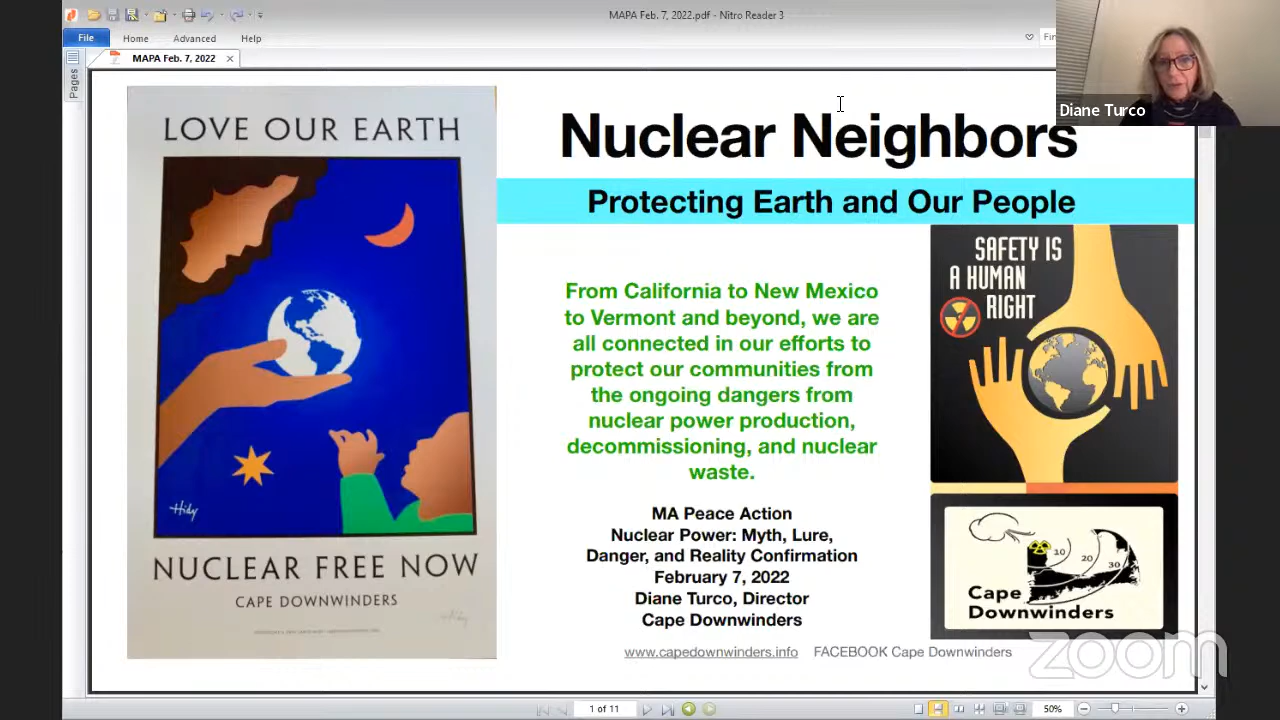 MAPA Feb. 7, 2022.pdf - Nitro Reader 3
File Home Advanced Help
MAPA Feb. 7, 2022
Pages
Diane Turco
LOVE OUR EARTH
Hidy
NUCLEAR FREE NOW
CAPE DOWNWINDERS
Nuclear Neighbors
Protecting Earth and Our People
From California to New Mexico
to Vermont and beyond, we are
all connected in our efforts to
protect our communities from
the ongoing dangers from
nuclear power production,
decommissioning, and nuclear
waste.
MA Peace Action
Nuclear Power: Myth, Lure,
Danger, and Reality Confirmation
February 7, 2022
Diane Turco, Director
Cape Downwinders
www.capedownwinders.info FACEBOOK Cape Downwinders
SAFETY IS
A HUMAN
RIGHT
10
20
30
Cape
Downwinders
zoom
1 of 11
50%